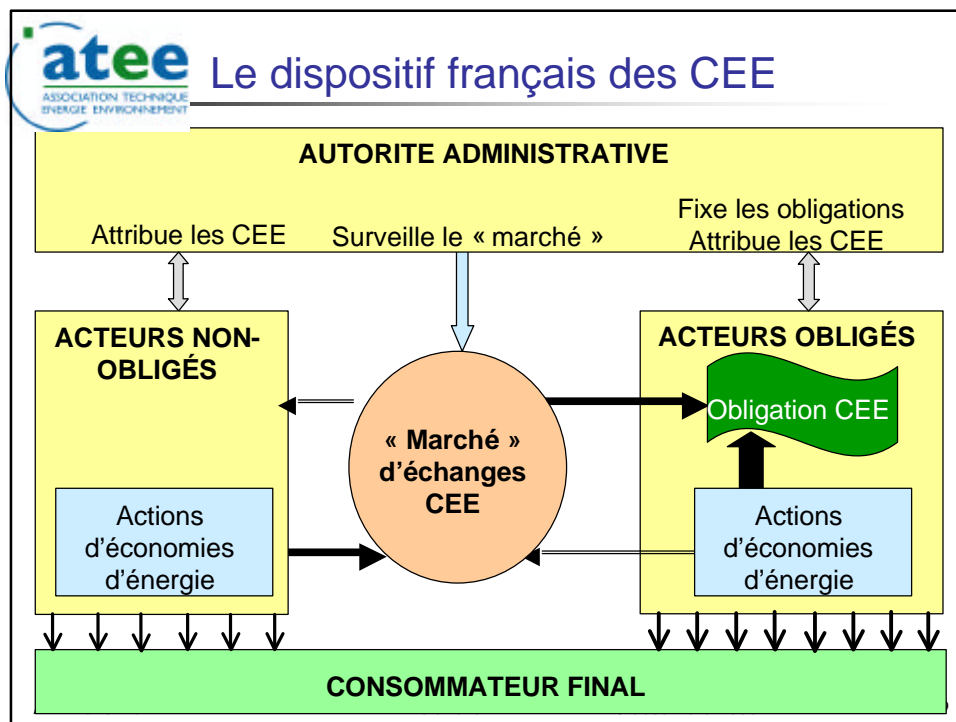 atee
ASSOCIATION TECHNIQUE
ENERGIE ENVIRONNEMENT
Le dispositif français des CEE
AUTORITE ADMINISTRATIVE
Attribue les CEE
Surveille le « marché »
Fixe les obligations
Attribue les CEE
ACTEURS NON-
OBLIGÉS
ACTEURS OBLIGÉS
Obligation CEE
« Marché »
d’échanges
CEE
Actions
d’économies
d’énergie
Actions
d’économies
d’énergie
CONSOMMATEUR FINAL